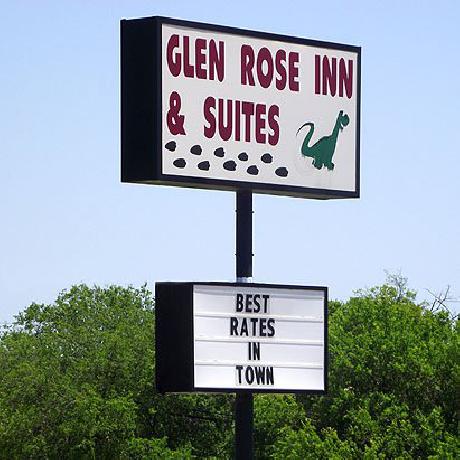 GLEN ROSE INN
& SUITES
BEST
RATES
IN
TOWN